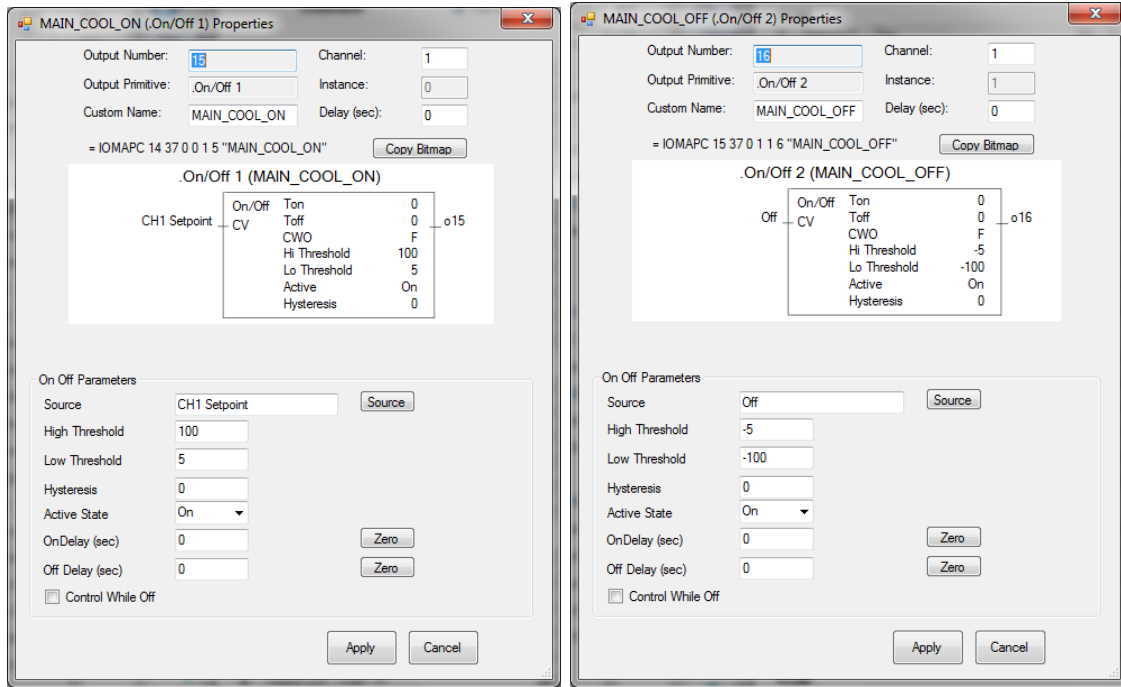 MAIN_COOL_ON (.On/Off 1) Properties
Output Number: 15 Channel: 1
Output Primitive: .On/Off 1 Instance: 0
Custom Name: MAIN_COOL_ON Delay (sec): 0
= IOMAPC 14 37 0 0 1 5 "MAIN_COOL_ON" Copy Bitmap
.On/Off 1 (MAIN_COOL_ON)
On/Off Ton 0
CH1 Setpoint CV Toff 0 o15
CWO F
Hi Threshold 100
Lo Threshold 5
Active On
Hysteresis 0
On Off Parameters
Source CH1 Setpoint Source
High Threshold 100
Low Threshold 5
Hysteresis 0
Active State On
OnDelay (sec) 0 Zero
Off Delay (sec) 0 Zero
Control While Off
Apply Cancel
MAIN_COOL_OFF (.On/Off 2) Properties
Output Number: 16 Channel: 1
Output Primitive: .On/Off 2 Instance: 1
Custom Name: MAIN_COOL_OFF Delay (sec): 0
= IOMAPC 15 37 0 1 1 6 "MAIN_COOL_OFF" Copy Bitmap
.On/Off 2 (MAIN_COOL_OFF)
On/Off Ton 0
Off CV Toff 0 o16
CWO F
Hi Threshold -5
Lo Threshold -100
Active On
Hysteresis 0
On Off Parameters
Source Off Source
High Threshold -5
Low Threshold -100
Hysteresis 0
Active State On
OnDelay (sec) 0 Zero
Off Delay (sec) 0 Zero
Control While Off
Apply Cancel